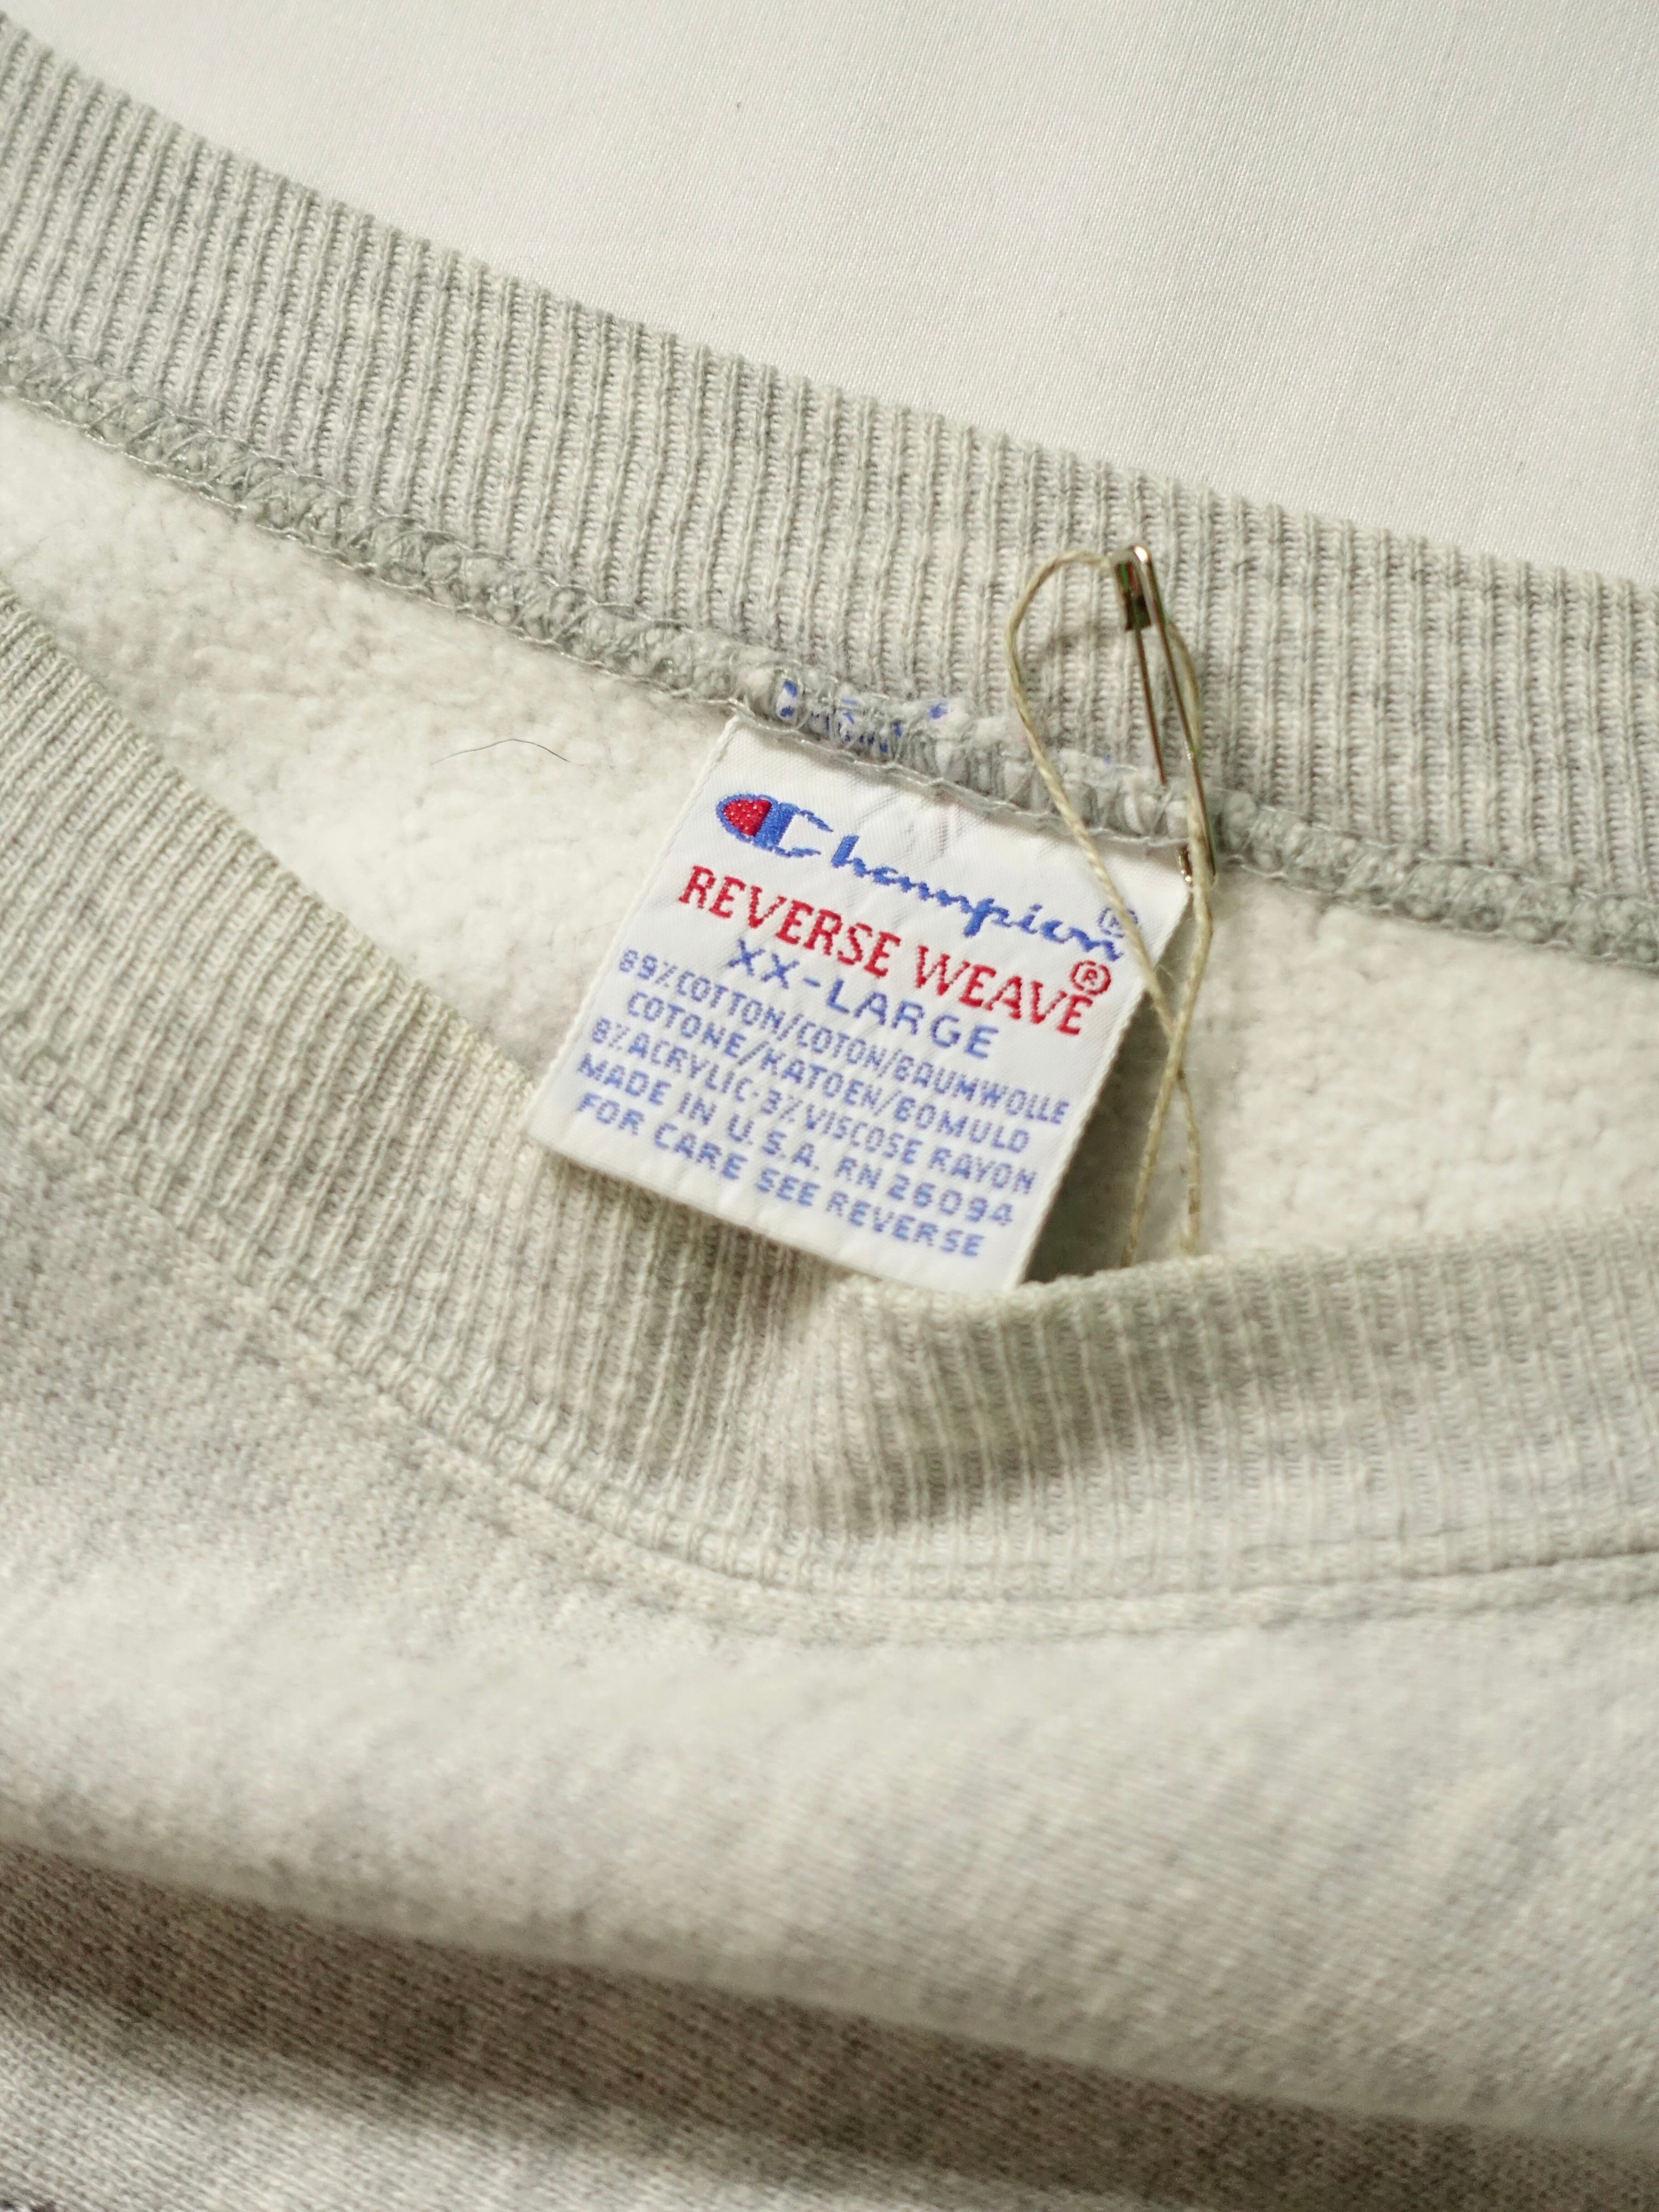 Champion®
REVERSE WEAVE®
XX-LARGE
89%COTTON/COTON/BAUMWOLLE
COTONE/KATOEN/BOMULD
8%ACRYLIC·3%VISCOSE RAYON
MADE IN U.S.A. RN 26094
FOR CARE SEE REVERSE